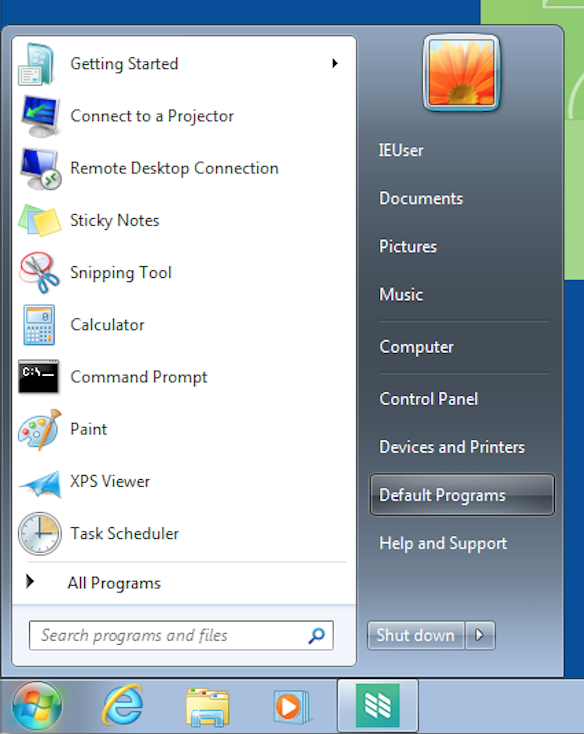 Getting Started
Connect to a Projector
Remote Desktop Connection
Sticky Notes
Snipping Tool
Calculator
C:\_
Command Prompt
Paint
XPS Viewer
Task Scheduler
All Programs
Search programs and files
IEUser
Documents
Pictures
Music
Computer
Control Panel
Devices and Printers
Default Programs
Help and Support
Shut down